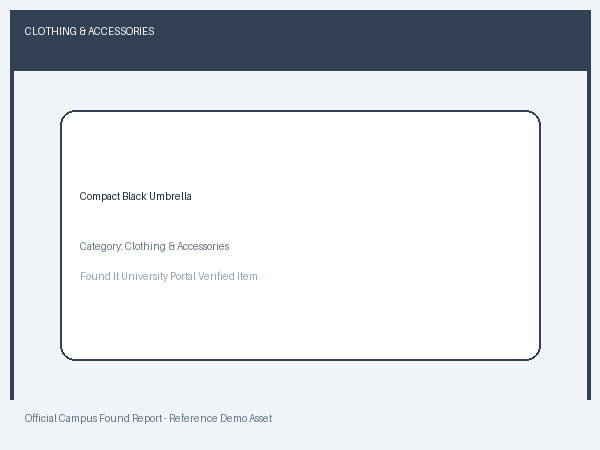 CLOTHING & ACCESSORIES
Compact Black Umbrella
Category: Clothing & Accessories
Found It University Portal Verified Item
Official Campus Found Report - Reference Demo Asset